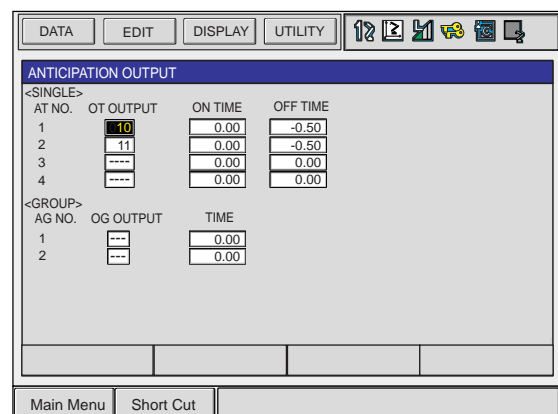 DATA EDIT DISPLAY UTILITY
ANTICIPATION OUTPUT
<SINGLE>
AT NO. OT OUTPUT ON TIME OFF TIME
1 010 0.00 -0.50
2 11 0.00 -0.50
3 ---- 0.00 0.00
4 ---- 0.00 0.00
<GROUP>
AG NO. OG OUTPUT TIME
1 --- 0.00
2 --- 0.00
Main Menu Short Cut